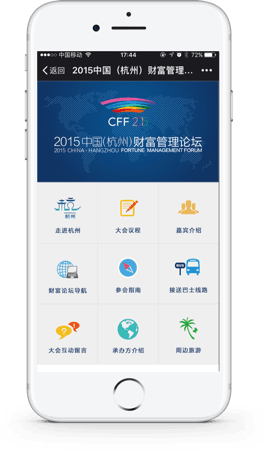 中国移动 17:44 72%
返回 2015中国（杭州）财富管理... •••
CFF 2.1
2015中国(杭州)财富管理论坛
2015 CHINA · HANGZHOU FORTUNE MANAGEMENT FORUM
杭州
走进杭州 大会议程 嘉宾介绍
BUS
财富论坛导航 参会指南 接送巴士线路
大会互动留言 承办方介绍 周边旅游